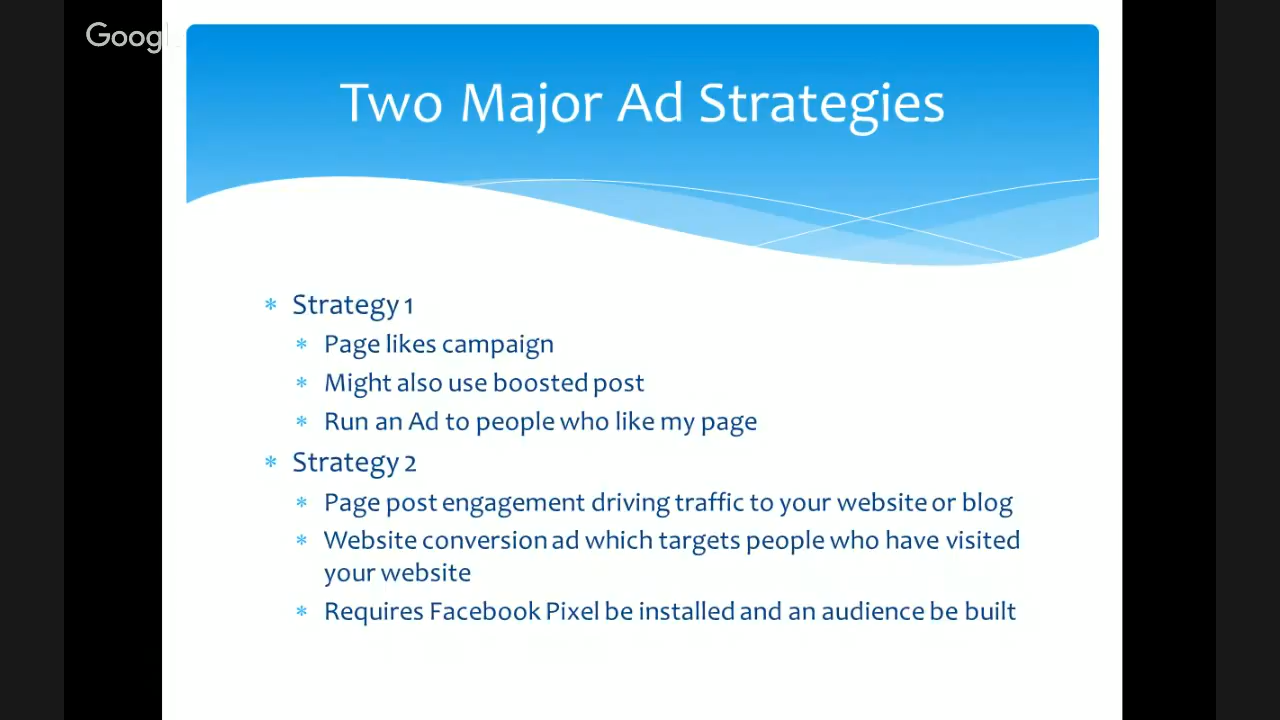 Google
Two Major Ad Strategies
* Strategy 1
* Page likes campaign
* Might also use boosted post
* Run an Ad to people who like my page
* Strategy 2
* Page post engagement driving traffic to your website or blog
* Website conversion ad which targets people who have visited
your website
* Requires Facebook Pixel be installed and an audience be built